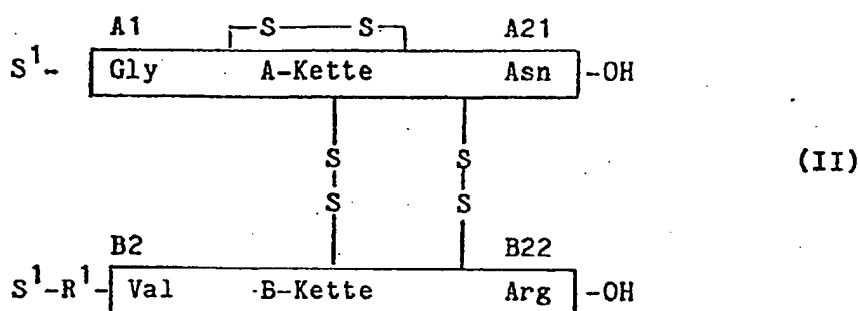 A1 S S A21
S¹- Gly A-Kette Asn -OH
S S
(II)
S S
B2 B22
S¹-R¹- Val B-Kette Arg -OH